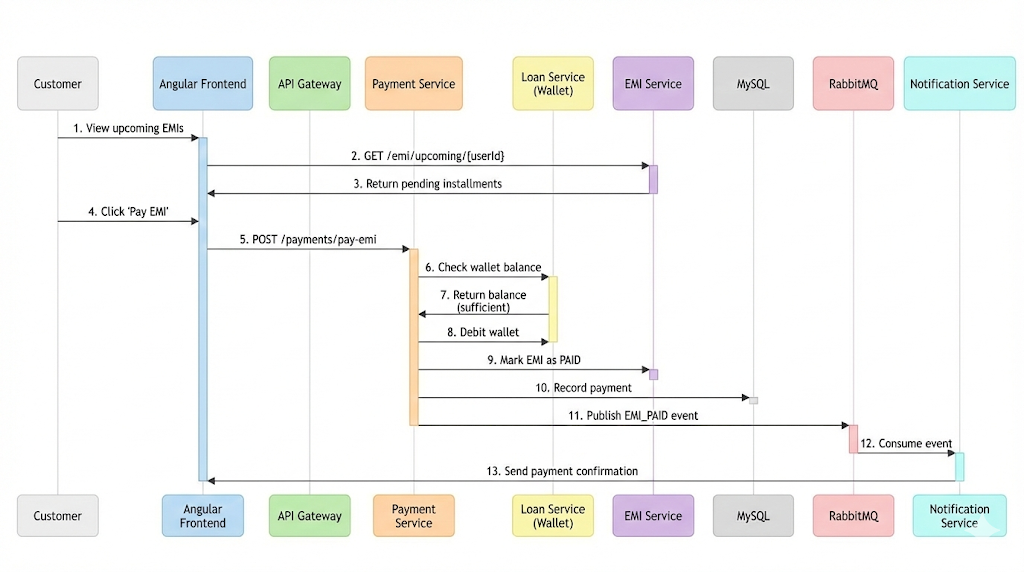 Customer
Angular Frontend
API Gateway
Payment Service
Loan Service
(Wallet)
EMI Service
MySQL
RabbitMQ
Notification Service
1. View upcoming EMIs
2. GET /emi/upcoming/{userId}
3. Return pending installments
4. Click 'Pay EMI'
5. POST /payments/pay-emi
6. Check wallet balance
7. Return balance
(sufficient)
8. Debit wallet
9. Mark EMI as PAID
10. Record payment
11. Publish EMI_PAID event
12. Consume event
13. Send payment confirmation
Customer
Angular
Frontend
API Gateway
Payment
Service
Loan Service
(Wallet)
EMI Service
MySQL
RabbitMQ
Notification
Service